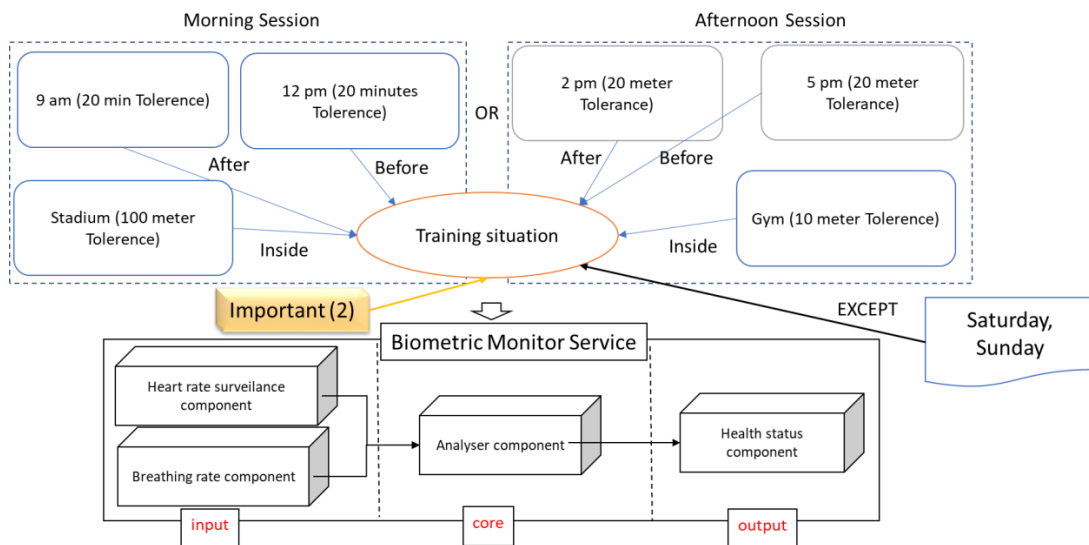 Morning Session
Afternoon Session
9 am (20 min Tolerence)
12 pm (20 minutes
Tolerence)
OR
2 pm (20 meter
Tolerance)
5 pm (20 meter
Tolerance)
After
Before
After
Before
Stadium (100 meter
Tolerence)
Inside
Training situation
Inside
Gym (10 meter Tolerence)
Important (2)
EXCEPT
Saturday,
Sunday
Biometric Monitor Service
Heart rate surveilance
component
Breathing rate component
Analyser component
Health status
component
input
core
output